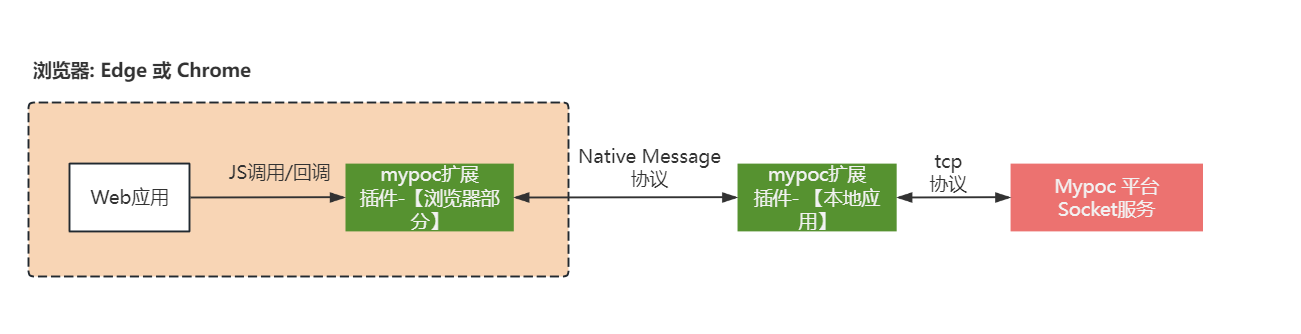 浏览器: Edge 或 Chrome
Web应用
JS调用/回调
mypoc扩展
插件-【浏览器部
分】
Native Message
协议
mypoc扩展
插件- 【本地应
用】
tcp
协议
Mypoc 平台
Socket服务